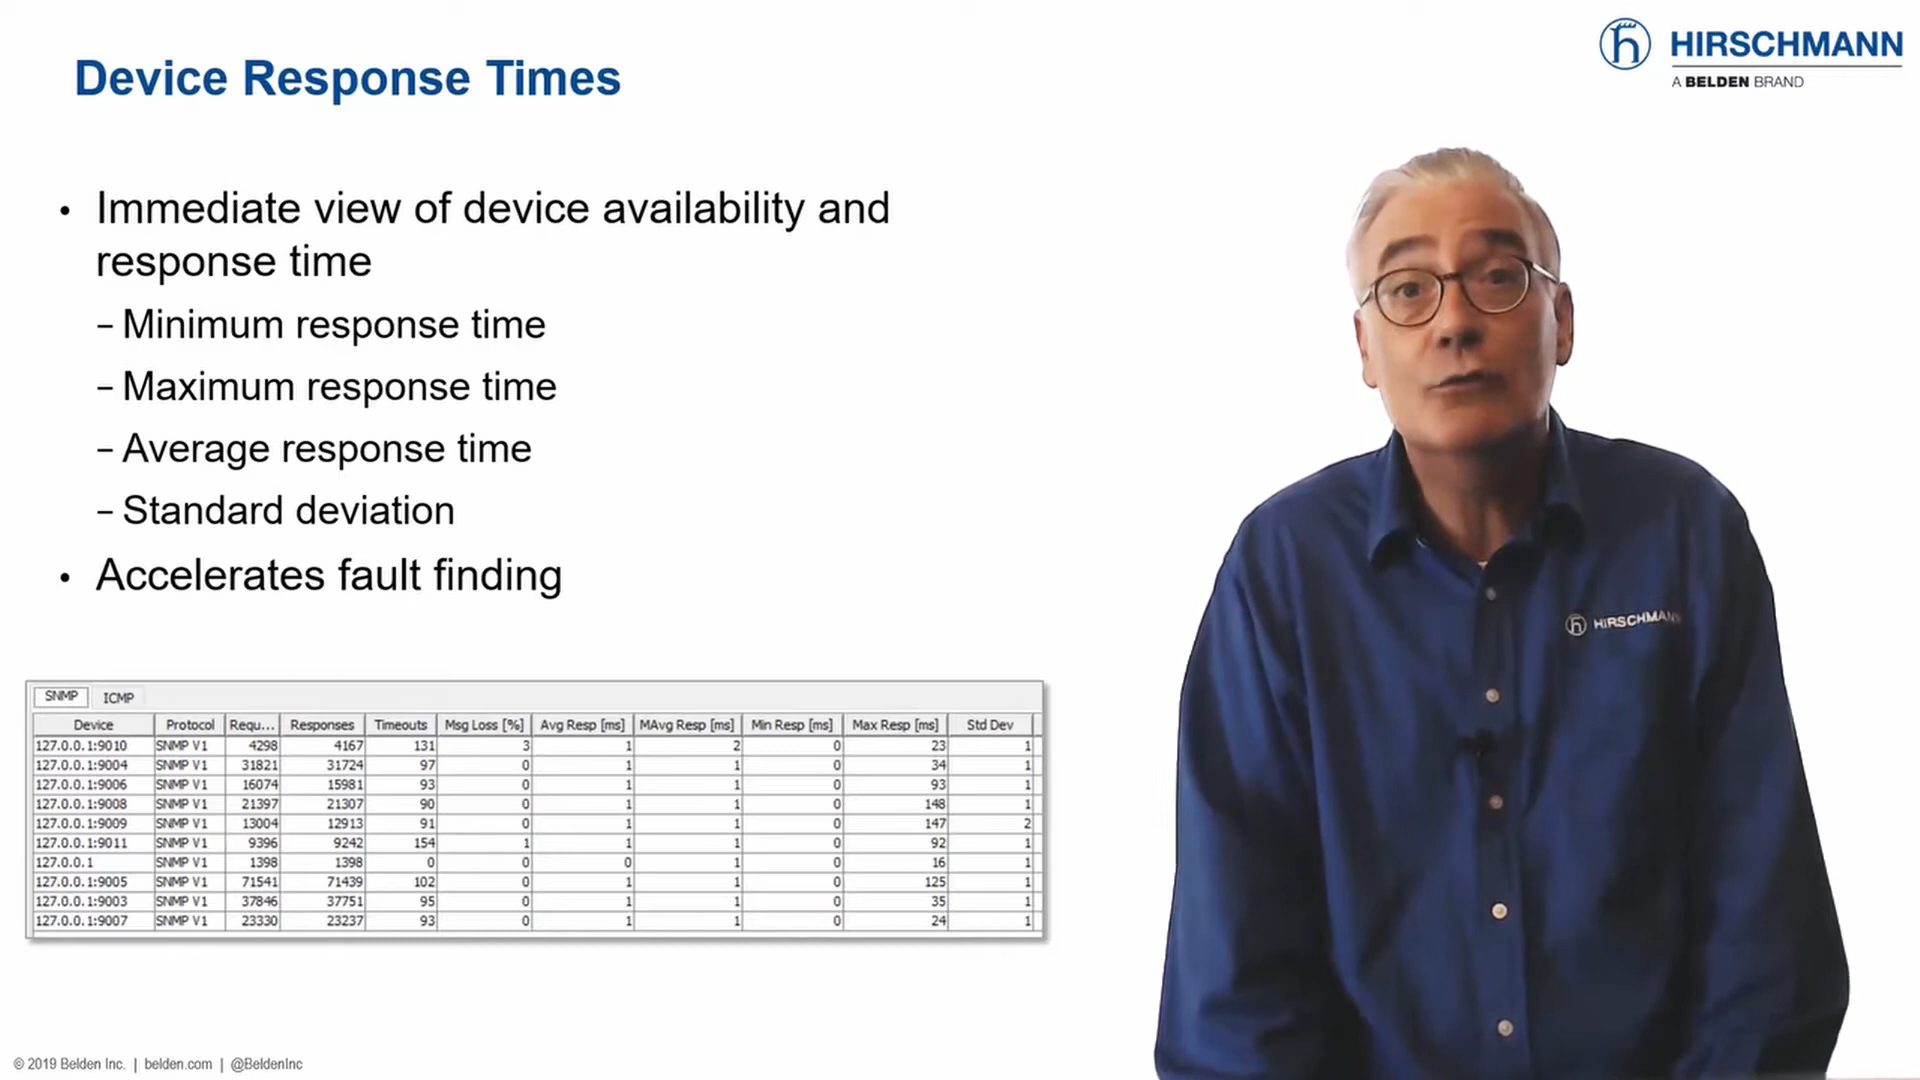 HIRSCHMANN
A BELDEN BRAND
Device Response Times
• Immediate view of device availability and
response time
– Minimum response time
– Maximum response time
– Average response time
– Standard deviation
• Accelerates fault finding
HIRSCHMANN
SNMP ICMP
Device Protocol Requ... Responses Timeouts Msg Loss [%] Avg Resp [ms] MAvg Resp [ms] Min Resp [ms] Max Resp [ms] Std Dev
127.0.0.1:9010 SNMP V1 4298 4167 131 3 1 2 0 23 1
127.0.0.1:9004 SNMP V1 31821 31724 97 0 1 1 0 34 1
127.0.0.1:9006 SNMP V1 16074 15981 93 0 1 1 0 93 1
127.0.0.1:9008 SNMP V1 21397 21307 90 0 1 1 0 148 1
127.0.0.1:9009 SNMP V1 13004 12913 91 0 1 1 0 147 2
127.0.0.1:9011 SNMP V1 9396 9242 154 1 1 1 0 92 1
127.0.0.1 SNMP V1 1398 1398 0 0 0 1 0 16 1
127.0.0.1:9005 SNMP V1 71541 71439 102 0 1 1 0 125 1
127.0.0.1:9003 SNMP V1 37846 37751 95 0 1 1 0 35 1
127.0.0.1:9007 SNMP V1 23330 23237 93 0 1 1 0 24 1
© 2019 Belden Inc. | belden.com | @BeldenInc